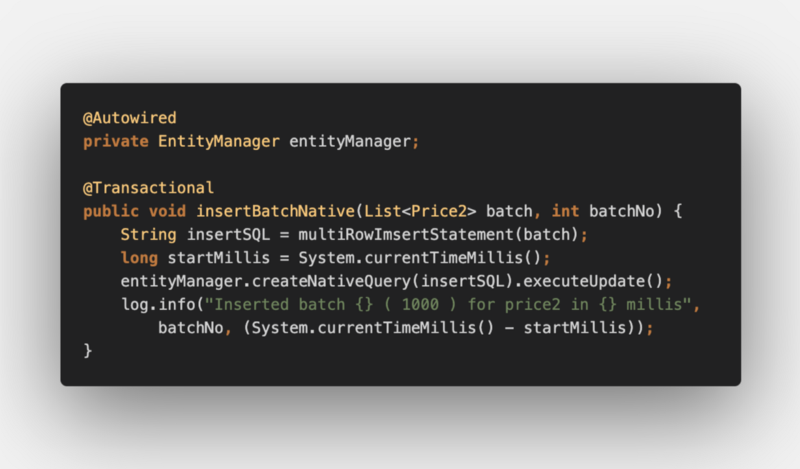 @Autowired
private EntityManager entityManager;
@Transactional
public void insertBatchNative(List<Price2> batch, int batchNo) {
String insertSQL = multiRowImsertStatement(batch);
long startMillis = System.currentTimeMillis();
entityManager.createNativeQuery(insertSQL).executeUpdate();
log.info("Inserted batch {} ( 1000 ) for price2 in {} millis",
batchNo, (System.currentTimeMillis() - startMillis));
}